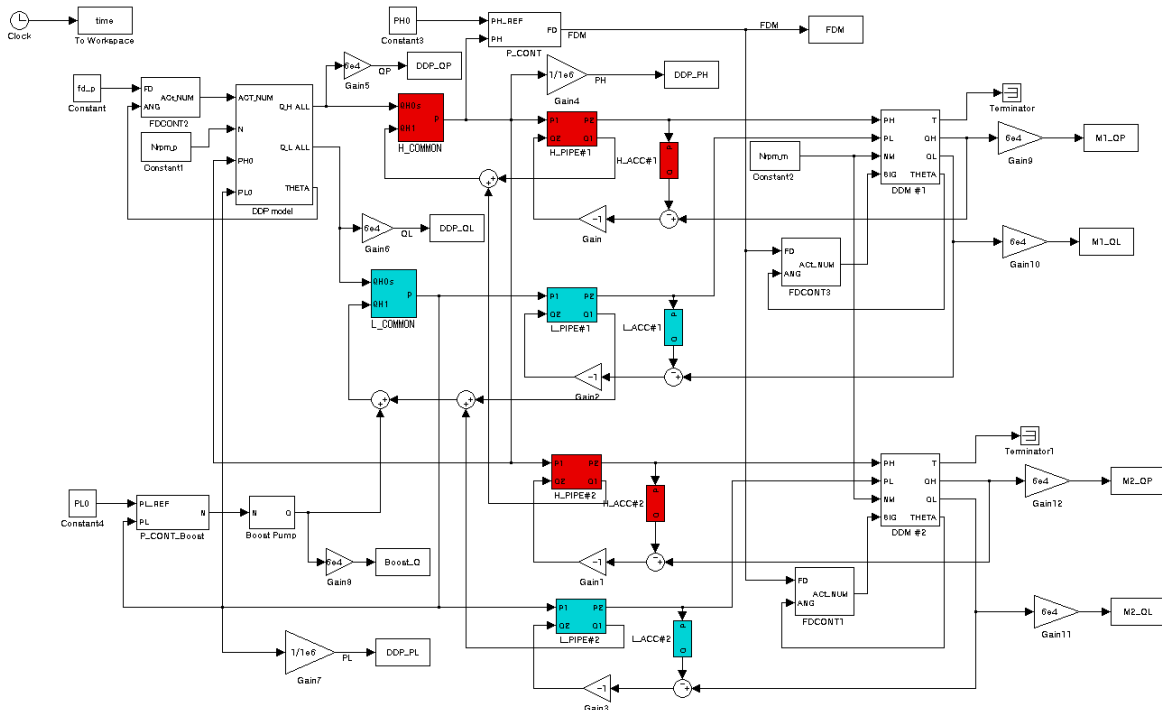 Clock
time
To Workspace
PH0
Constant3
PH_REF
PH
FD
P_CONT
FDM
FDM
fd_p
Constant
FD
ANG
Act_NUM
FDCONT2
Nrpm_p
Constant1
ACT_NUM
N
PH0
PL0
Q_H ALL
Q_L ALL
THETA
DDP model
6e4
Gain5
QP
DDP_QP
1/1e6
Gain4
PH
DDP_PH
QH0s
QH1
P
H_COMMON
P1
Q2
P2
Q1
H_PIPE#1
P
Q
H_ACC#1
-1
Gain
Nrpm_m
Constant2
PH
PL
NM
SIG
T
QH
QL
THETA
DDM #1
Terminator
6e4
Gain9
M1_QP
6e4
Gain10
M1_QL
FD
ANG
Act_NUM
FDCONT3
6e4
Gain6
QL
DDP_QL
QH0s
QH1
P
L_COMMON
P1
Q2
P2
Q1
L_PIPE#1
P
Q
L_ACC#1
-1
Gain2
PL0
Constant4
PL_REF
PL
N
P_CONT_Boost
N
Q
Boost Pump
6e4
Gain8
Boost_Q
1/1e6
Gain7
PL
DDP_PL
P1
Q2
P2
Q1
H_PIPE#2
P
Q
H_ACC#2
-1
Gain1
PH
PL
NM
SIG
T
QH
QL
THETA
DDM #2
Terminator1
6e4
Gain12
M2_QP
FD
ANG
Act_NUM
FDCONT1
6e4
Gain11
M2_QL
P1
Q2
P2
Q1
L_PIPE#2
P
Q
L_ACC#2
-1
Gain3